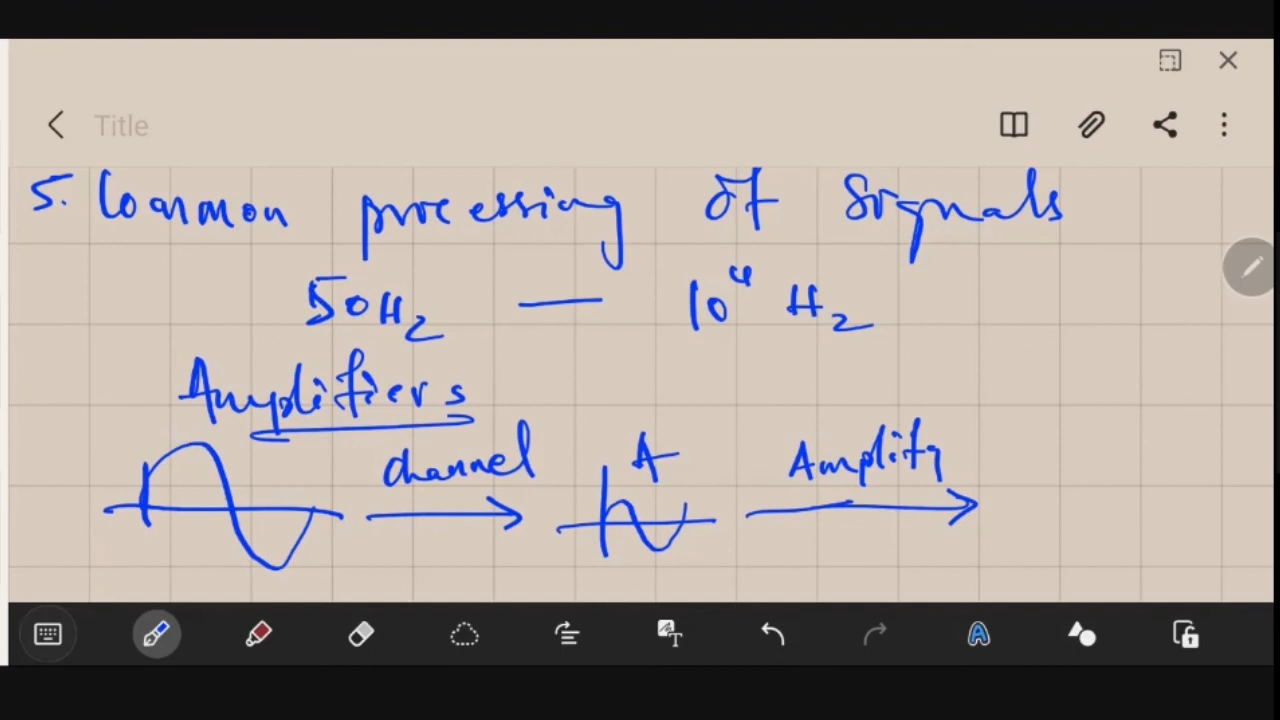 Title
5. Common processing of signals
50Hz — 10⁴ Hz
Amplifiers
channel A Amplify
T
A